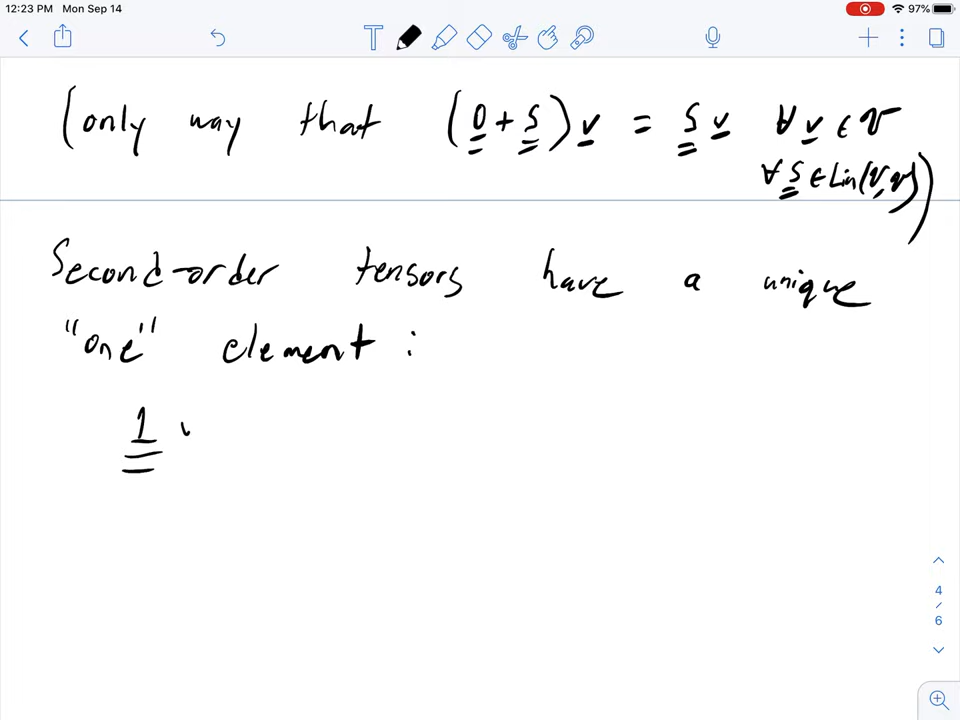 12:23 PM Mon Sep 14 97%
(only way that (0 + S) v = S v ∀ v ∈ V
∀ S ∈ Lin(V,V))
Second-order tensors have a unique
"one" element :
1 v
4
/
6